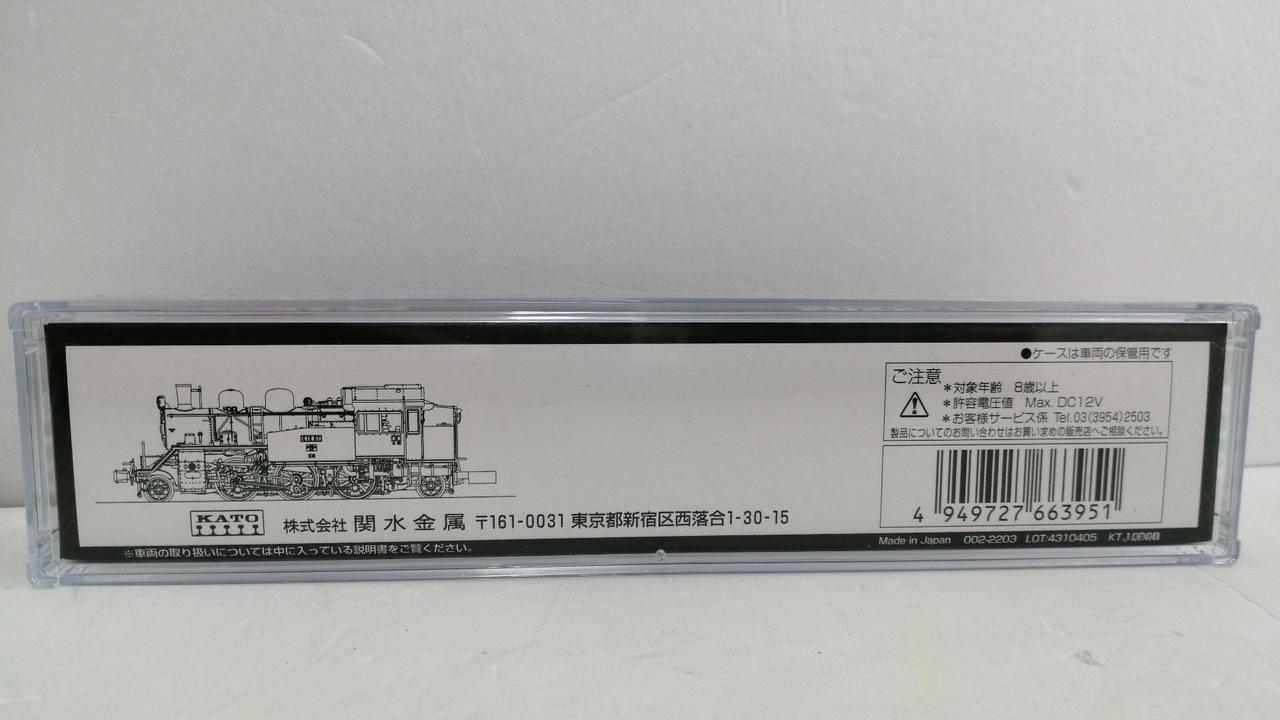 ●ケースは車両の保管用です
ご注意
＊対象年齢 8歳以上
＊許容電圧値 Max. DC12V
＊お客様サービス係 Tel.03(3954)2503
製品についてのお問い合わせはお買い求めの販売店へご相談ください。
4 949727 663951
KATO
株式会社 関水金属 〒161-0031 東京都新宿区西落合1-30-15
※車両の取り扱いについては中に入っている説明書をご覧ください。
Made in Japan 002-2203 LOT:4310405